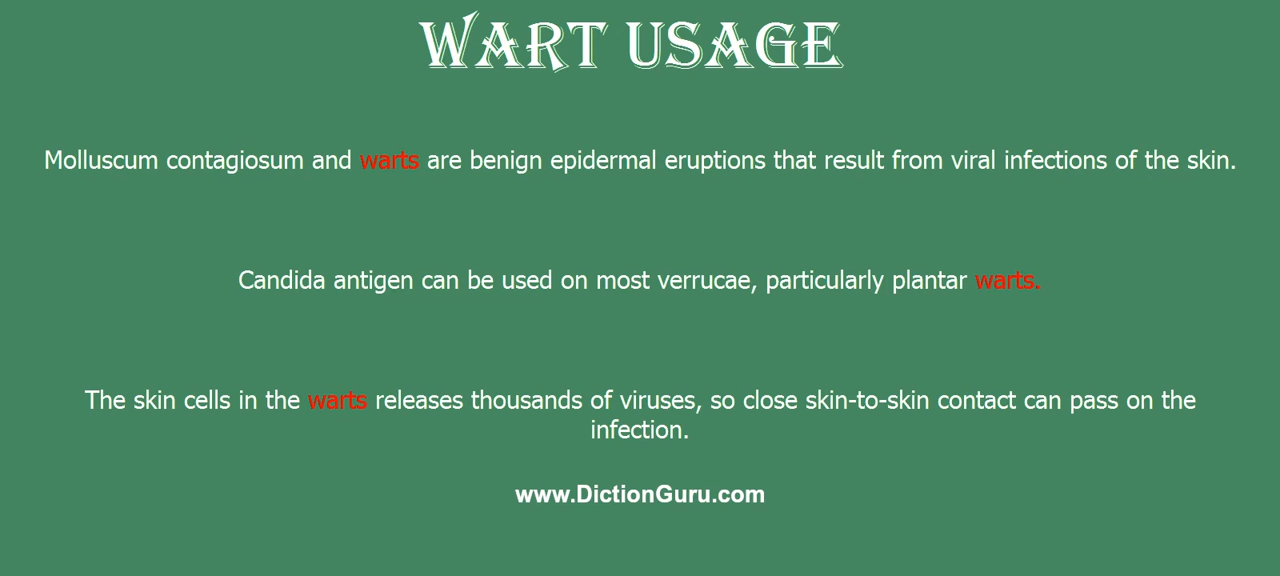 WART USAGE
Molluscum contagiosum and warts are benign epidermal eruptions that result from viral infections of the skin.
Candida antigen can be used on most verrucae, particularly plantar warts.
The skin cells in the warts releases thousands of viruses, so close skin-to-skin contact can pass on the
infection.
www.DictionGuru.com